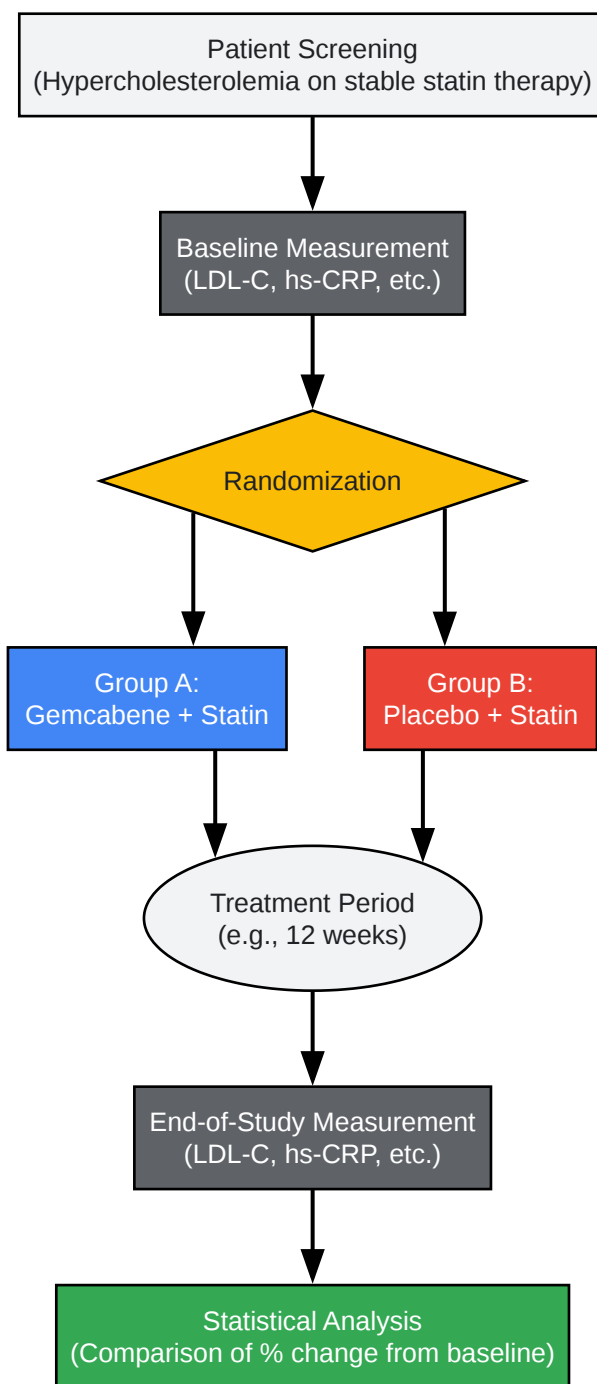 Patient Screening
(Hypercholesterolemia on stable statin therapy)
Baseline Measurement
(LDL-C, hs-CRP, etc.)
Randomization
Group A:
Gemcabene + Statin
Group B:
Placebo + Statin
Treatment Period
(e.g., 12 weeks)
End-of-Study Measurement
(LDL-C, hs-CRP, etc.)
Statistical Analysis
(Comparison of % change from baseline)